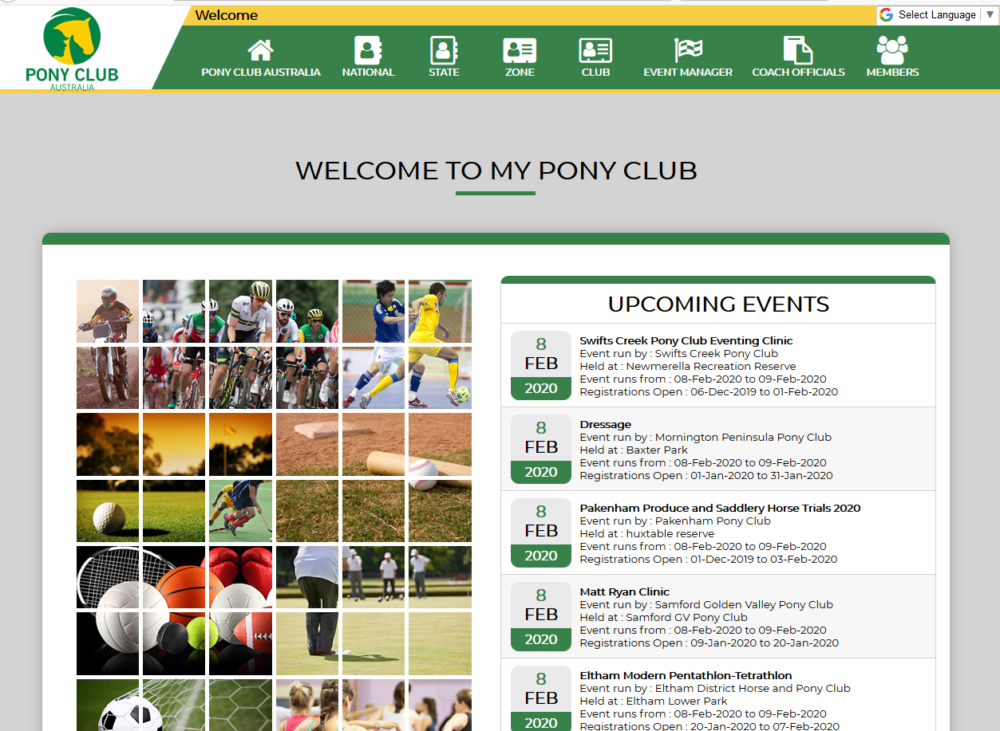 Welcome
Select Language ▼
PONY CLUB
AUSTRALIA
PONY CLUB AUSTRALIA
NATIONAL
STATE
ZONE
CLUB
EVENT MANAGER
COACH OFFICIALS
MEMBERS
WELCOME TO MY PONY CLUB
UPCOMING EVENTS
8
FEB
2020
Swifts Creek Pony Club Eventing Clinic
Event run by : Swifts Creek Pony Club
Held at : Newmerella Recreation Reserve
Event runs from : 08-Feb-2020 to 09-Feb-2020
Registrations Open : 06-Dec-2019 to 01-Feb-2020
8
FEB
2020
Dressage
Event run by : Mornington Peninsula Pony Club
Held at : Baxter Park
Event runs from : 08-Feb-2020 to 09-Feb-2020
Registrations Open : 01-Jan-2020 to 31-Jan-2020
8
FEB
2020
Pakenham Produce and Saddlery Horse Trials 2020
Event run by : Pakenham Pony Club
Held at : huxtable reserve
Event runs from : 08-Feb-2020 to 09-Feb-2020
Registrations Open : 01-Dec-2019 to 03-Feb-2020
8
FEB
2020
Matt Ryan Clinic
Event run by : Samford Golden Valley Pony Club
Held at : Samford GV Pony Club
Event runs from : 08-Feb-2020 to 09-Feb-2020
Registrations Open : 09-Jan-2020 to 20-Jan-2020
8
FEB
2020
Eltham Modern Pentathlon-Tetrathlon
Event run by : Eltham District Horse and Pony Club
Held at : Eltham Lower Park
Event runs from : 08-Feb-2020 to 09-Feb-2020
Registrations Open : 20-Jan-2020 to 07-Feb-2020